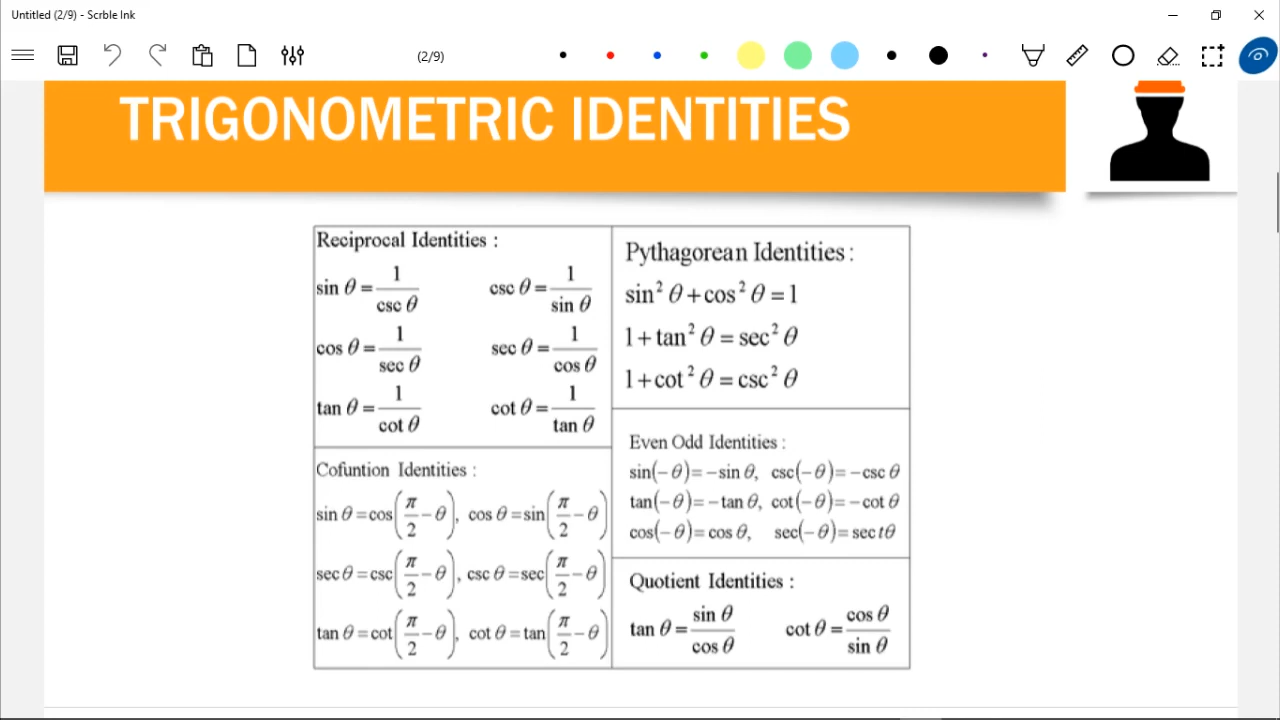 Untitled (2/9) - Scrble Ink
(2/9)
TRIGONOMETRIC IDENTITIES
Reciprocal Identities :
sin θ = 1/csc θ    csc θ = 1/sin θ
cos θ = 1/sec θ    sec θ = 1/cos θ
tan θ = 1/cot θ    cot θ = 1/tan θ
Cofuntion Identities :
sin θ = cos(π/2 − θ), cos θ = sin(π/2 − θ)
sec θ = csc(π/2 − θ), csc θ = sec(π/2 − θ)
tan θ = cot(π/2 − θ), cot θ = tan(π/2 − θ)
Pythagorean Identities :
sin² θ + cos² θ = 1
1 + tan² θ = sec² θ
1 + cot² θ = csc² θ
Even Odd Identities :
sin(−θ) = −sin θ, csc(−θ) = −csc θ
tan(−θ) = −tan θ, cot(−θ) = −cot θ
cos(−θ) = cos θ, sec(−θ) = sec tθ
Quotient Identities :
tan θ = sin θ/cos θ    cot θ = cos θ/sin θ